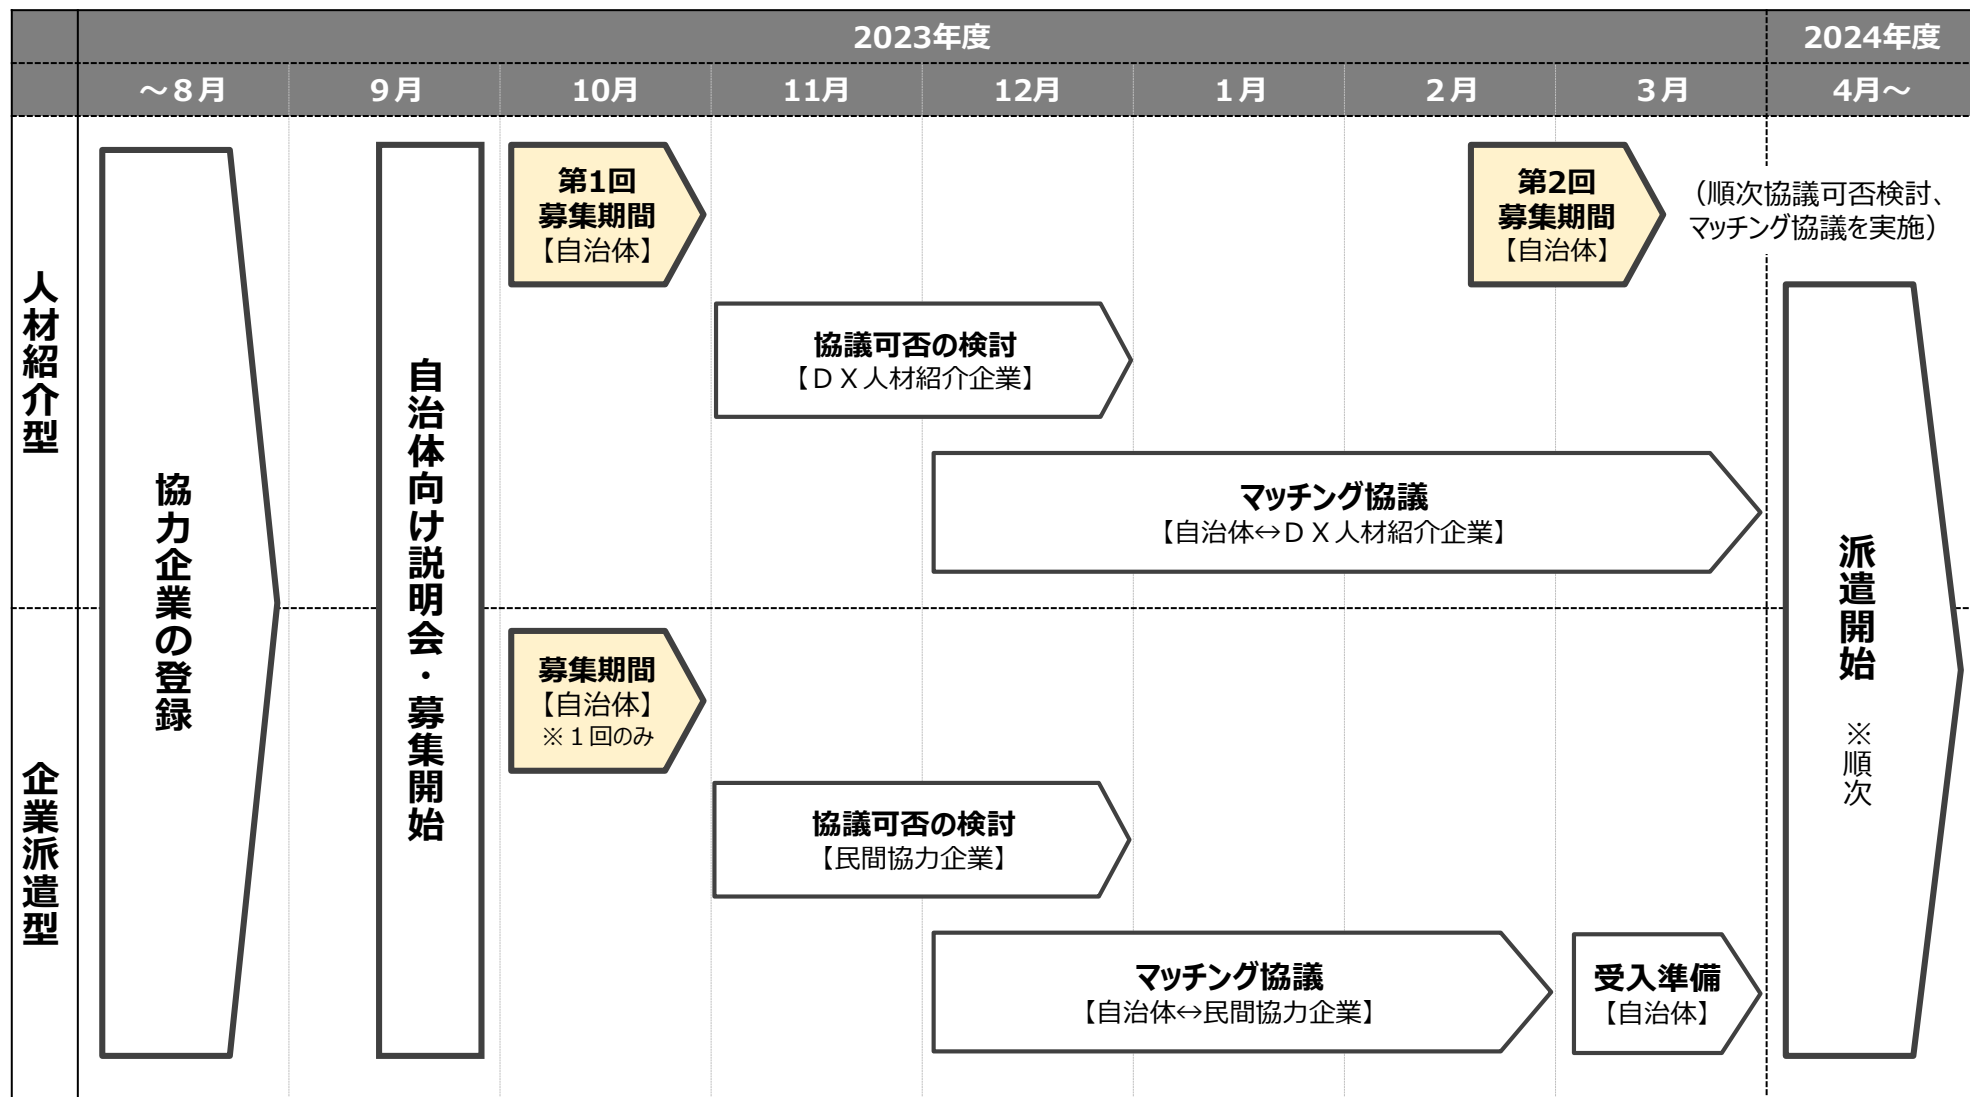 2023年度
2024年度
～８月
９月
10月
11月
12月
１月
２月
３月
4月～
人材紹介型
協力企業の登録
自治体向け説明会・募集開始
第1回
募集期間
【自治体】
第2回
募集期間
【自治体】
（順次協議可否検討、
マッチング協議を実施）
協議可否の検討
【ＤＸ人材紹介企業】
マッチング協議
【自治体↔ＤＸ人材紹介企業】
派遣開始 ※順次
企業派遣型
募集期間
【自治体】
※１回のみ
協議可否の検討
【民間協力企業】
マッチング協議
【自治体↔民間協力企業】
受入準備
【自治体】